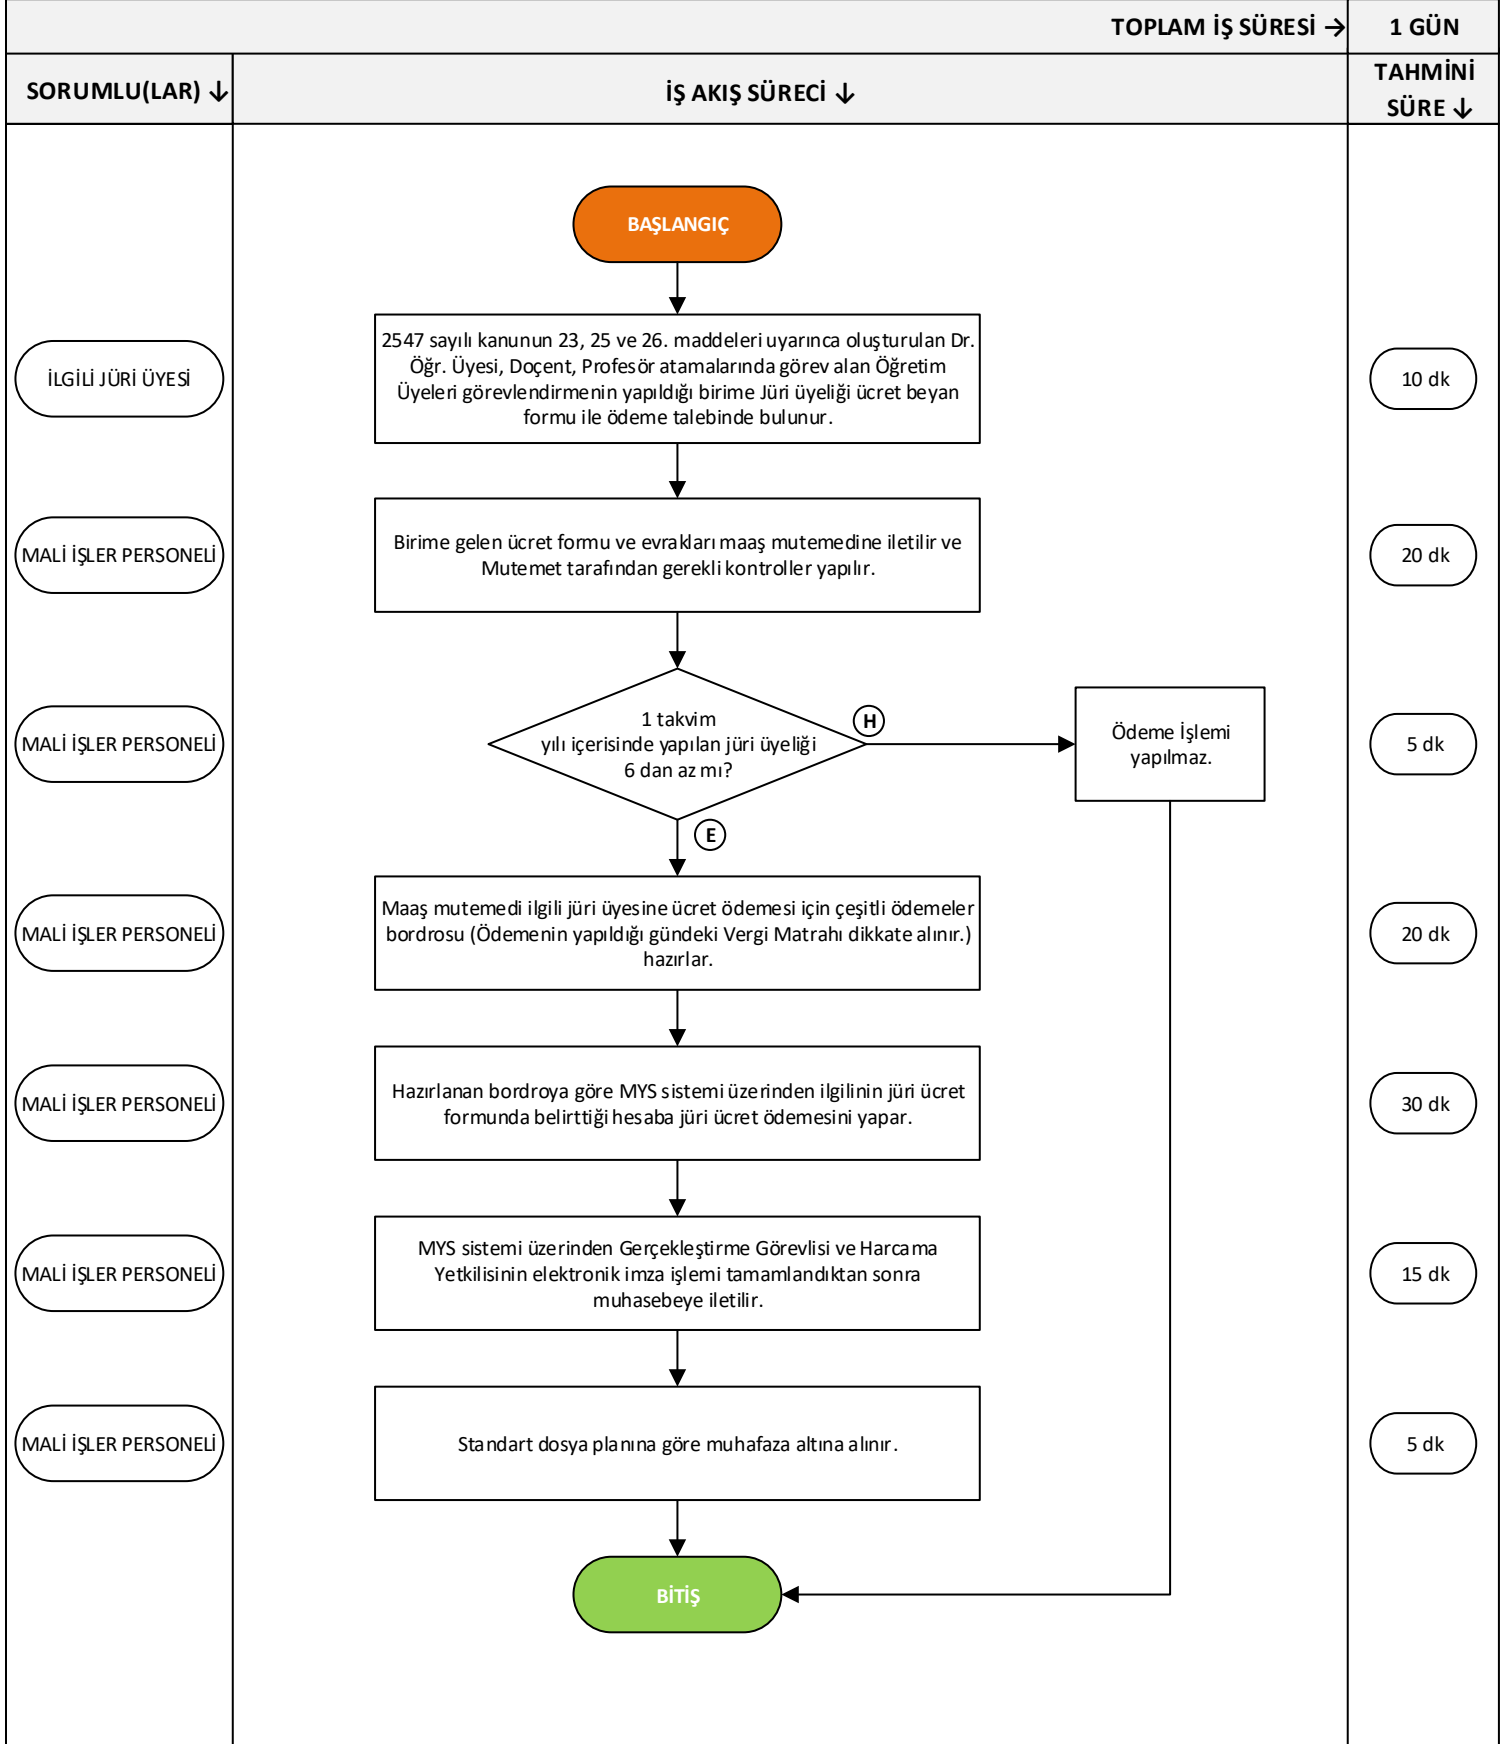 TOPLAM İŞ SÜRESİ →
1 GÜN
SORUMLU(LAR) ↓
İŞ AKIŞ SÜRECİ ↓
TAHMİNİ
SÜRE ↓
BAŞLANGIÇ
İLGİLİ JÜRİ ÜYESİ
2547 sayılı kanunun 23, 25 ve 26. maddeleri uyarınca oluşturulan Dr.
Öğr. Üyesi, Doçent, Profesör atamalarında görev alan Öğretim
Üyeleri görevlendirmenin yapıldığı birime Jüri üyeliği ücret beyan
formu ile ödeme talebinde bulunur.
10 dk
MALİ İŞLER PERSONELİ
Birime gelen ücret formu ve evrakları maaş mutemedine iletilir ve
Mutemet tarafından gerekli kontroller yapılır.
20 dk
MALİ İŞLER PERSONELİ
1 takvim
yılı içerisinde yapılan jüri üyeliği
6 dan az mı?
H
Ödeme İşlemi
yapılmaz.
5 dk
E
MALİ İŞLER PERSONELİ
Maaş mutemedi ilgili jüri üyesine ücret ödemesi için çeşitli ödemeler
bordrosu (Ödemenin yapıldığı gündeki Vergi Matrahı dikkate alınır.)
hazırlar.
20 dk
MALİ İŞLER PERSONELİ
Hazırlanan bordroya göre MYS sistemi üzerinden ilgilinin jüri ücret
formunda belirttiği hesaba jüri ücret ödemesini yapar.
30 dk
MALİ İŞLER PERSONELİ
MYS sistemi üzerinden Gerçekleştirme Görevlisi ve Harcama
Yetkilisinin elektronik imza işlemi tamamlandıktan sonra
muhasebeye iletilir.
15 dk
MALİ İŞLER PERSONELİ
Standart dosya planına göre muhafaza altına alınır.
5 dk
BİTİŞ